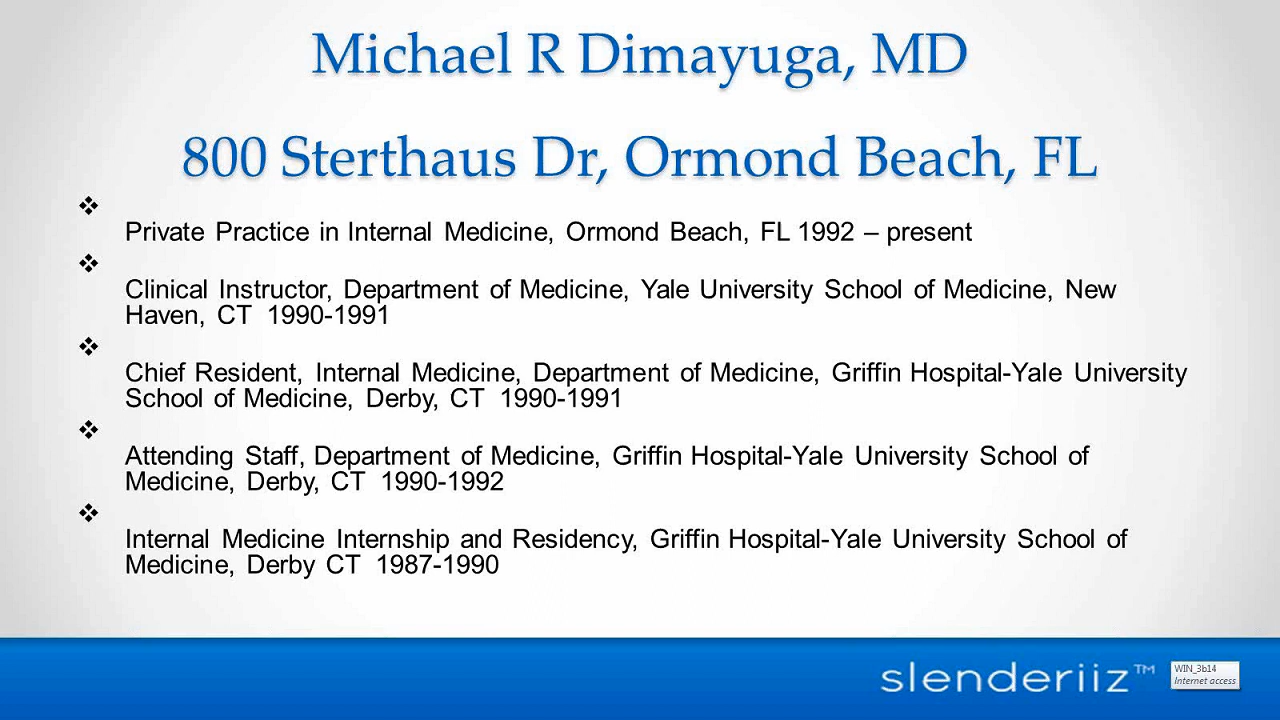 Michael R Dimayuga, MD
800 Sterthaus Dr, Ormond Beach, FL
Private Practice in Internal Medicine, Ormond Beach, FL 1992 – present
Clinical Instructor, Department of Medicine, Yale University School of Medicine, New
Haven, CT 1990-1991
Chief Resident, Internal Medicine, Department of Medicine, Griffin Hospital-Yale University
School of Medicine, Derby, CT 1990-1991
Attending Staff, Department of Medicine, Griffin Hospital-Yale University School of
Medicine, Derby, CT 1990-1992
Internal Medicine Internship and Residency, Griffin Hospital-Yale University School of
Medicine, Derby CT 1987-1990
slenderiiz™
WIN_3b14
Internet access